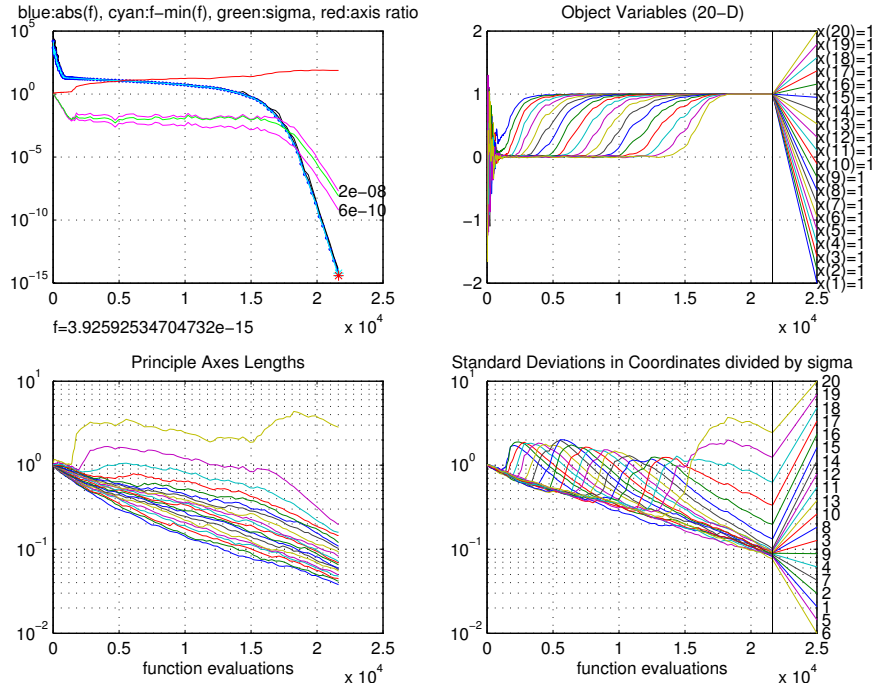 blue:abs(f), cyan:f−min(f), green:sigma, red:axis ratio
10^5
10^0
10^−5
10^−10
10^−15
2e−08
6e−10
0 0.5 1 1.5 2 2.5
x 10^4
f=3.92592534704732e−15
Object Variables (20−D)
2
1
0
−1
−2
0 0.5 1 1.5 2 2.5
x 10^4
x(20)=1
x(19)=1
x(18)=1
x(17)=1
x(16)=1
x(15)=1
x(14)=1
x(13)=1
x(12)=1
x(11)=1
x(10)=1
x(9)=1
x(8)=1
x(7)=1
x(6)=1
x(5)=1
x(4)=1
x(3)=1
x(2)=1
x(1)=1
Principle Axes Lengths
10^1
10^0
10^−1
10^−2
0 0.5 1 1.5 2 2.5
function evaluations
x 10^4
Standard Deviations in Coordinates divided by sigma
10^1
10^0
10^−1
10^−2
0 0.5 1 1.5 2 2.5
function evaluations
x 10^4
20
19
18
17
16
15
14
12
11
13
10
8
3
9
4
7
2
1
5
6